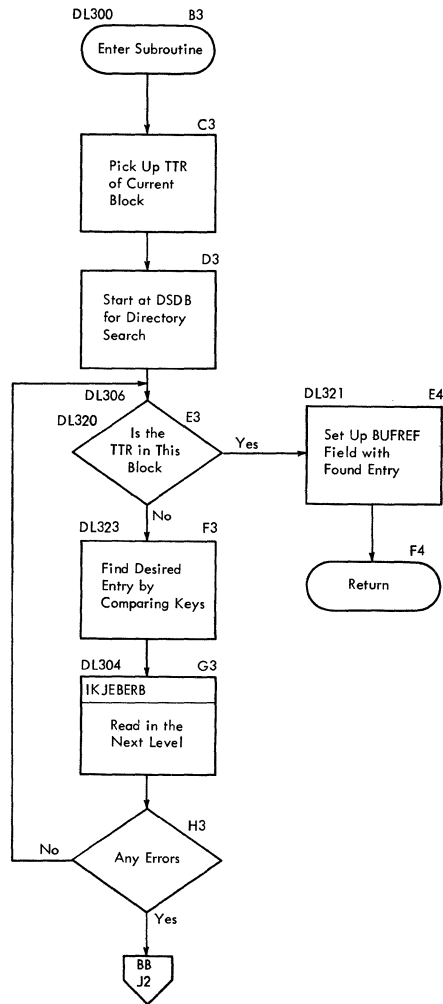 DL300 B3
Enter Subroutine
C3
Pick Up TTR
of Current
Block
D3
Start at DSDB
for Directory
Search
DL306
DL320 E3
Is the
TTR in This
Block
Yes
No
DL321 E4
Set Up BUFREF
Field with
Found Entry
F4
Return
DL323 F3
Find Desired
Entry by
Comparing Keys
DL304 G3
IKJEBERB
Read in the
Next Level
H3
Any Errors
No
Yes
BB
J2